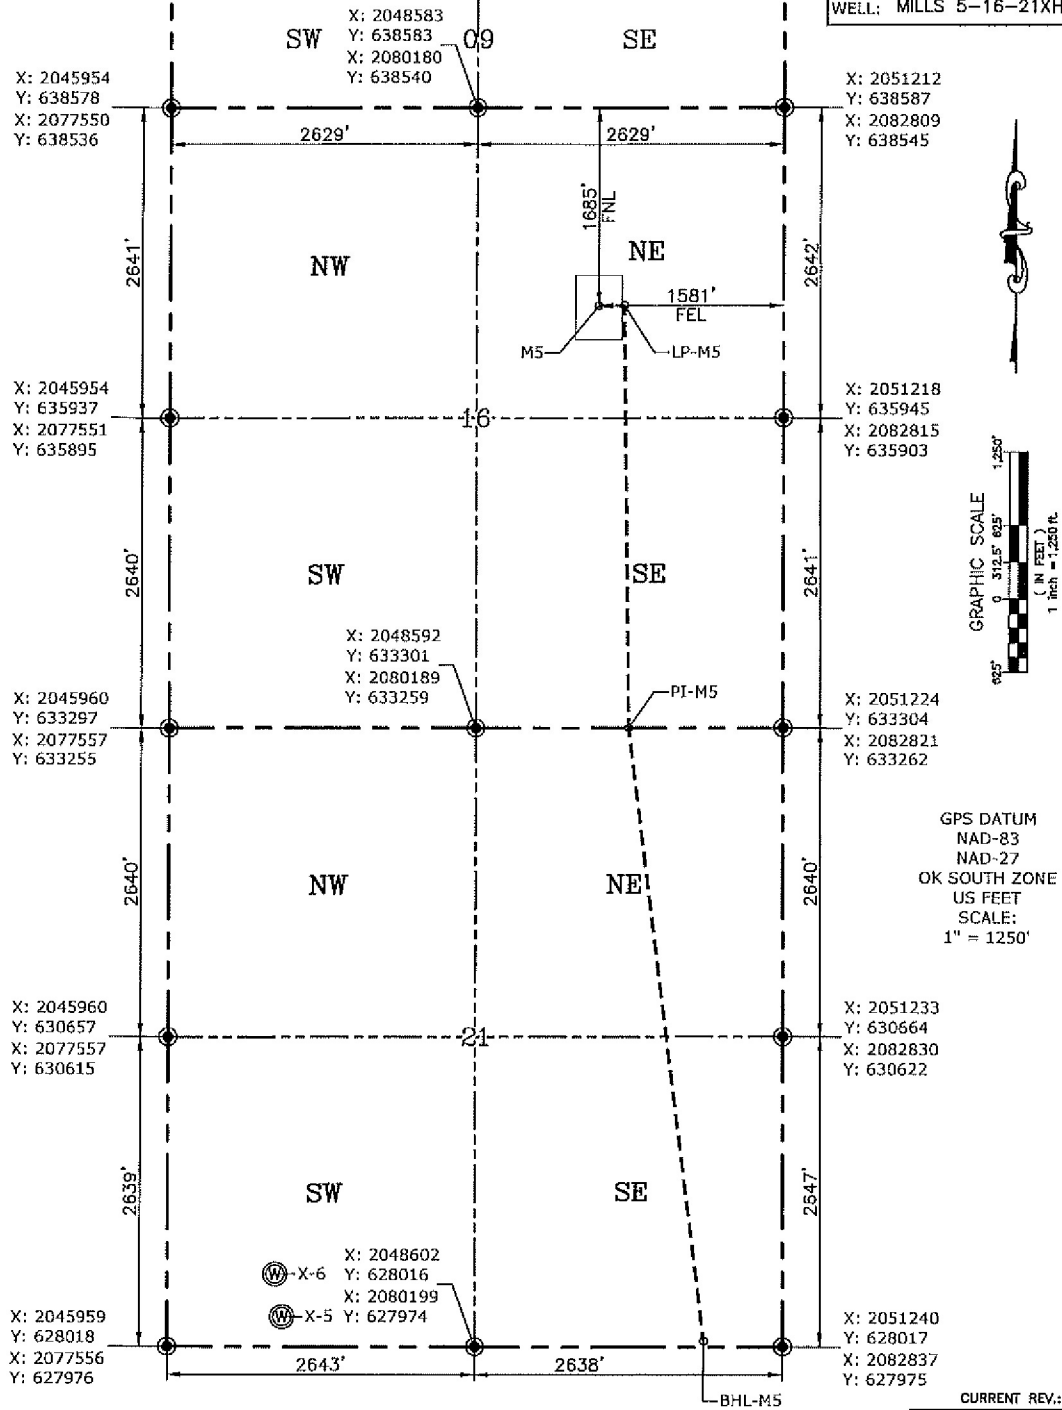 WELL: MILLS 5-16-21XH
X: 2048583
Y: 638583
X: 2080180
Y: 638540
SW
09
SE
X: 2045954
Y: 638578
X: 2077550
Y: 638536
X: 2051212
Y: 638587
X: 2082809
Y: 638545
2629'
2629'
1685'
FNL
2641'
NW
NE
2642'
1581'
FEL
M5
LP-M5
X: 2045954
Y: 635937
X: 2077551
Y: 635895
16
X: 2051218
Y: 635945
X: 2082815
Y: 635903
GRAPHIC SCALE
625' 0 312.5' 625' 1,250'
( IN FEET )
1 inch = 1,250 ft.
2640'
SW
SE
2641'
X: 2048592
Y: 633301
X: 2080189
Y: 633259
PI-M5
X: 2045960
Y: 633297
X: 2077557
Y: 633255
X: 2051224
Y: 633304
X: 2082821
Y: 633262
GPS DATUM
NAD-83
NAD-27
OK SOUTH ZONE
US FEET
SCALE:
1" = 1250'
2640'
NW
NE
2640'
X: 2045960
Y: 630657
X: 2077557
Y: 630615
21
X: 2051233
Y: 630664
X: 2082830
Y: 630622
2639'
SW
SE
2647'
X-6
X-5
W
W
X: 2048602
Y: 628016
X: 2080199
Y: 627974
X: 2045959
Y: 628018
X: 2077556
Y: 627976
X: 2051240
Y: 628017
X: 2082837
Y: 627975
2643'
2638'
BHL-M5
CURRENT REV.: